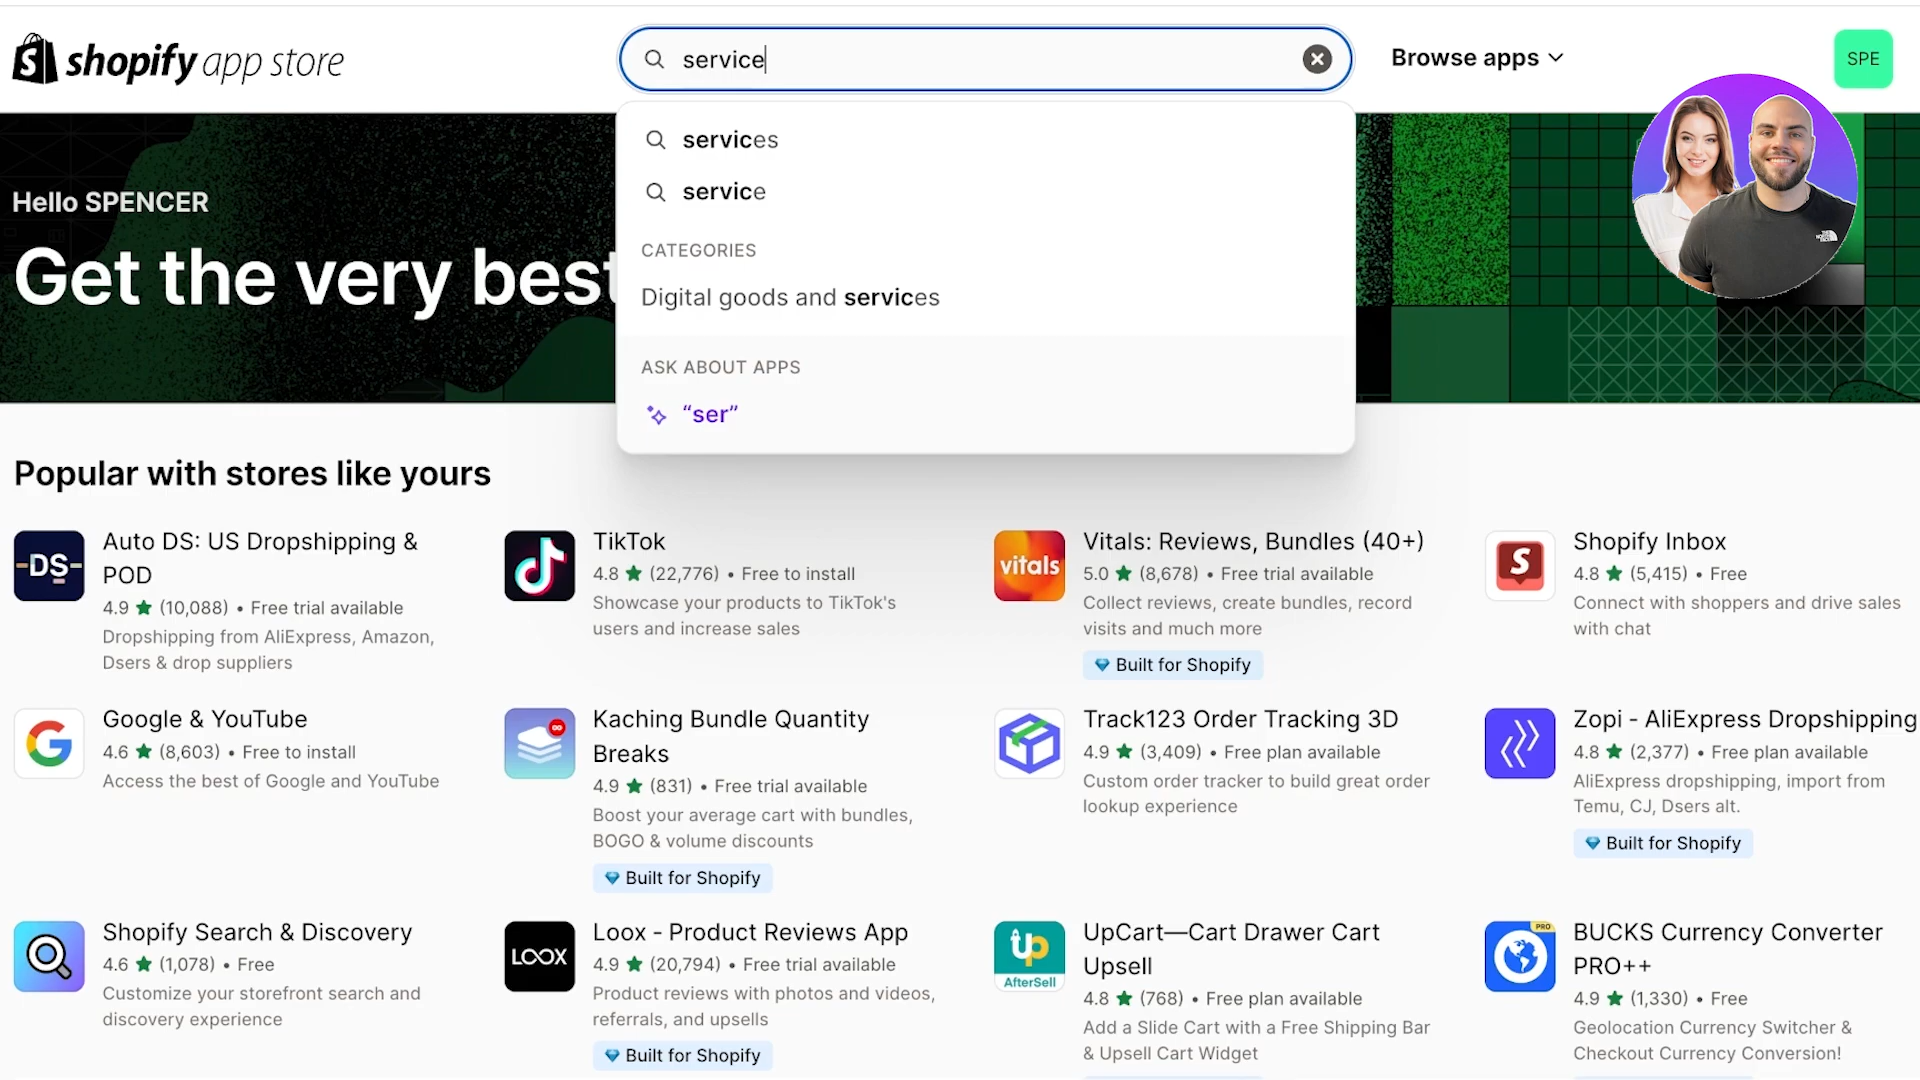 shopify app store
service
Browse apps
SPE
services
service
CATEGORIES
Digital goods and services
ASK ABOUT APPS
“ser”
Hello SPENCER
Get the very best
Popular with stores like yours
DS
Auto DS: US Dropshipping &
POD
4.9 ★ (10,088) • Free trial available
Dropshipping from AliExpress, Amazon,
Dsers & drop suppliers
TikTok
4.8 ★ (22,776) • Free to install
Showcase your products to TikTok's
users and increase sales
vitals
Vitals: Reviews, Bundles (40+)
5.0 ★ (8,678) • Free trial available
Collect reviews, create bundles, record
visits and much more
Built for Shopify
Shopify Inbox
4.8 ★ (5,415) • Free
Connect with shoppers and drive sales
with chat
Google & YouTube
4.6 ★ (8,603) • Free to install
Access the best of Google and YouTube
Kaching Bundle Quantity
Breaks
4.9 ★ (831) • Free trial available
Boost your average cart with bundles,
BOGO & volume discounts
Built for Shopify
Track123 Order Tracking 3D
4.9 ★ (3,409) • Free plan available
Custom order tracker to build great order
lookup experience
Zopi - AliExpress Dropshipping
4.8 ★ (2,377) • Free plan available
AliExpress dropshipping, import from
Temu, CJ, Dsers alt.
Built for Shopify
Shopify Search & Discovery
4.6 ★ (1,078) • Free
Customize your storefront search and
discovery experience
LOOX
Loox - Product Reviews App
4.9 ★ (20,794) • Free trial available
Product reviews with photos and videos,
referrals, and upsells
Built for Shopify
up
AfterSell
UpCart—Cart Drawer Cart
Upsell
4.8 ★ (768) • Free plan available
Add a Slide Cart with a Free Shipping Bar
& Upsell Cart Widget
PRO
BUCKS Currency Converter
PRO++
4.9 ★ (1,330) • Free
Geolocation Currency Switcher &
Checkout Currency Conversion!